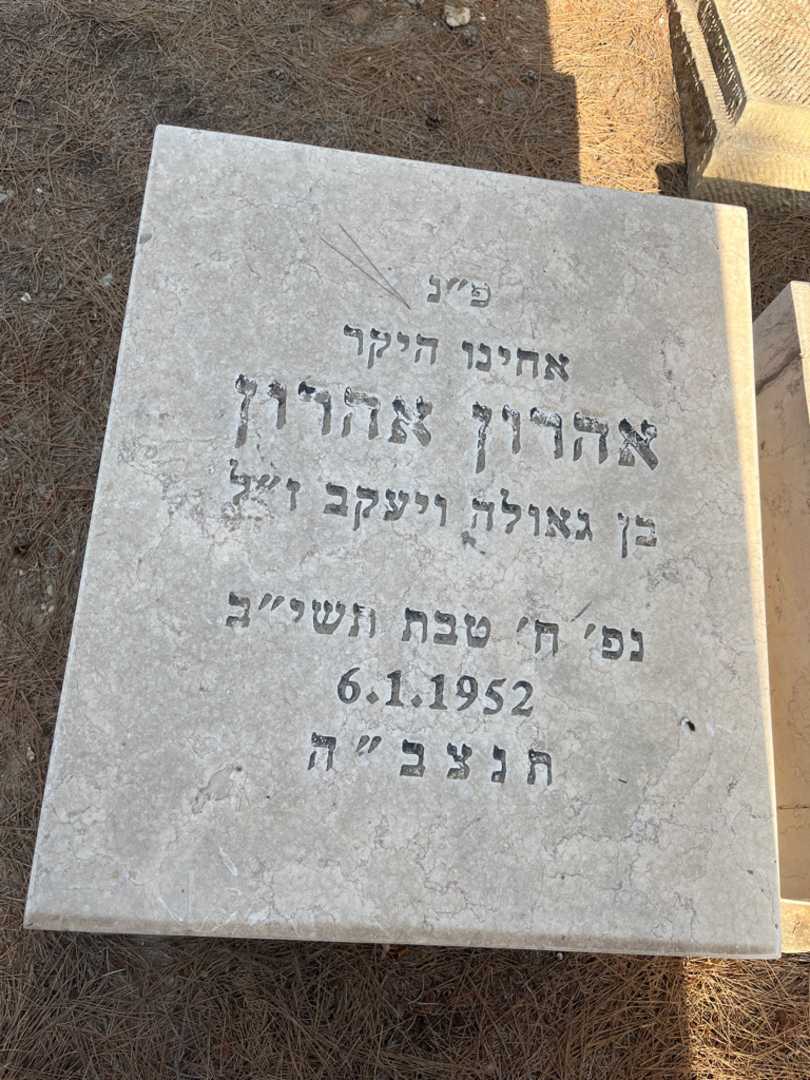 פ״נ
אחינו היקר
אהרון אהרון
בן גאולה ויעקב ז״ל
נפ׳ ח׳ טבת תשי״ב
6.1.1952
תנצב״ה